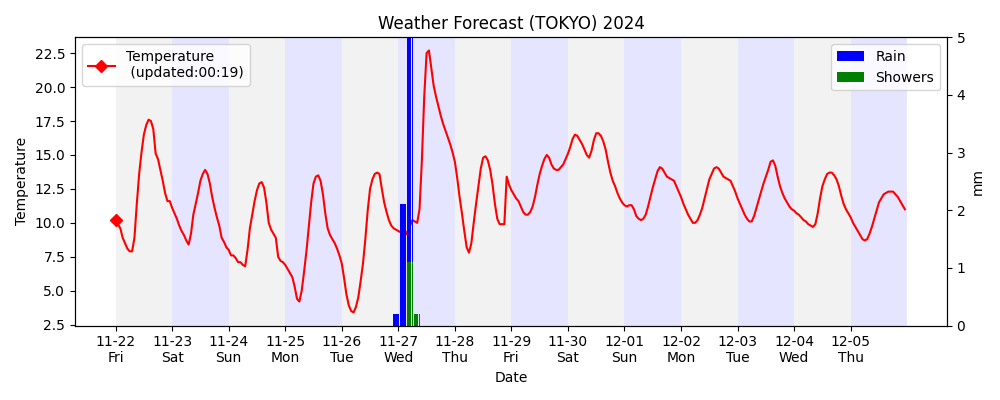 Weather Forecast (TOKYO) 2024
Temperature
(updated:00:19)
Rain
Showers
22.5
20.0
17.5
15.0
12.5
10.0
7.5
5.0
2.5
Temperature
5
4
3
2
1
0
mm
11-22 11-23 11-24 11-25 11-26 11-27 11-28 11-29 11-30 12-01 12-02 12-03 12-04 12-05
Fri Sat Sun Mon Tue Wed Thu Fri Sat Sun Mon Tue Wed Thu
Date